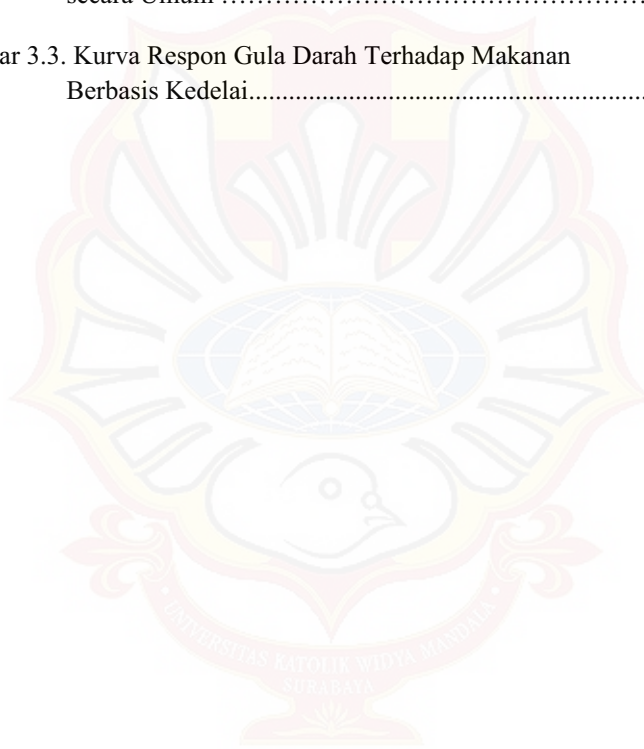 secara Umum ……………………………………………
ar 3.3. Kurva Respon Gula Darah Terhadap Makanan
Berbasis Kedelai............................................................
UNIVERSITAS KATOLIK WIDYA MANDALA
SURABAYA